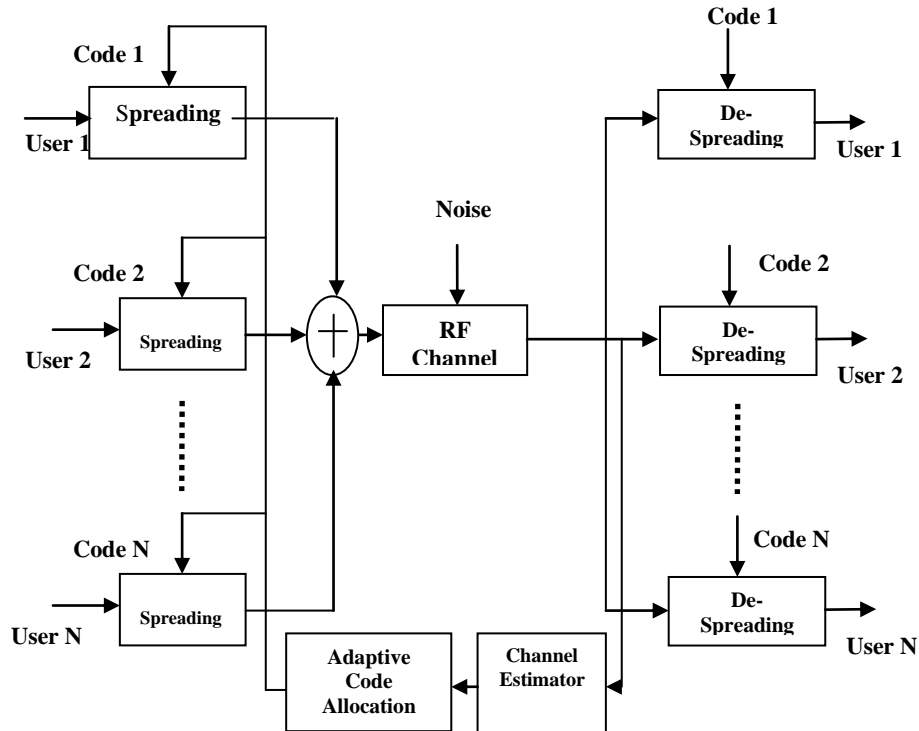 Code 1
Spreading
User 1
Code 2
Spreading
User 2
Code N
Spreading
User N
Noise
RF
Channel
Adaptive
Code
Allocation
Channel
Estimator
Code 1
De-
Spreading
User 1
Code 2
De-
Spreading
User 2
Code N
De-
Spreading
User N